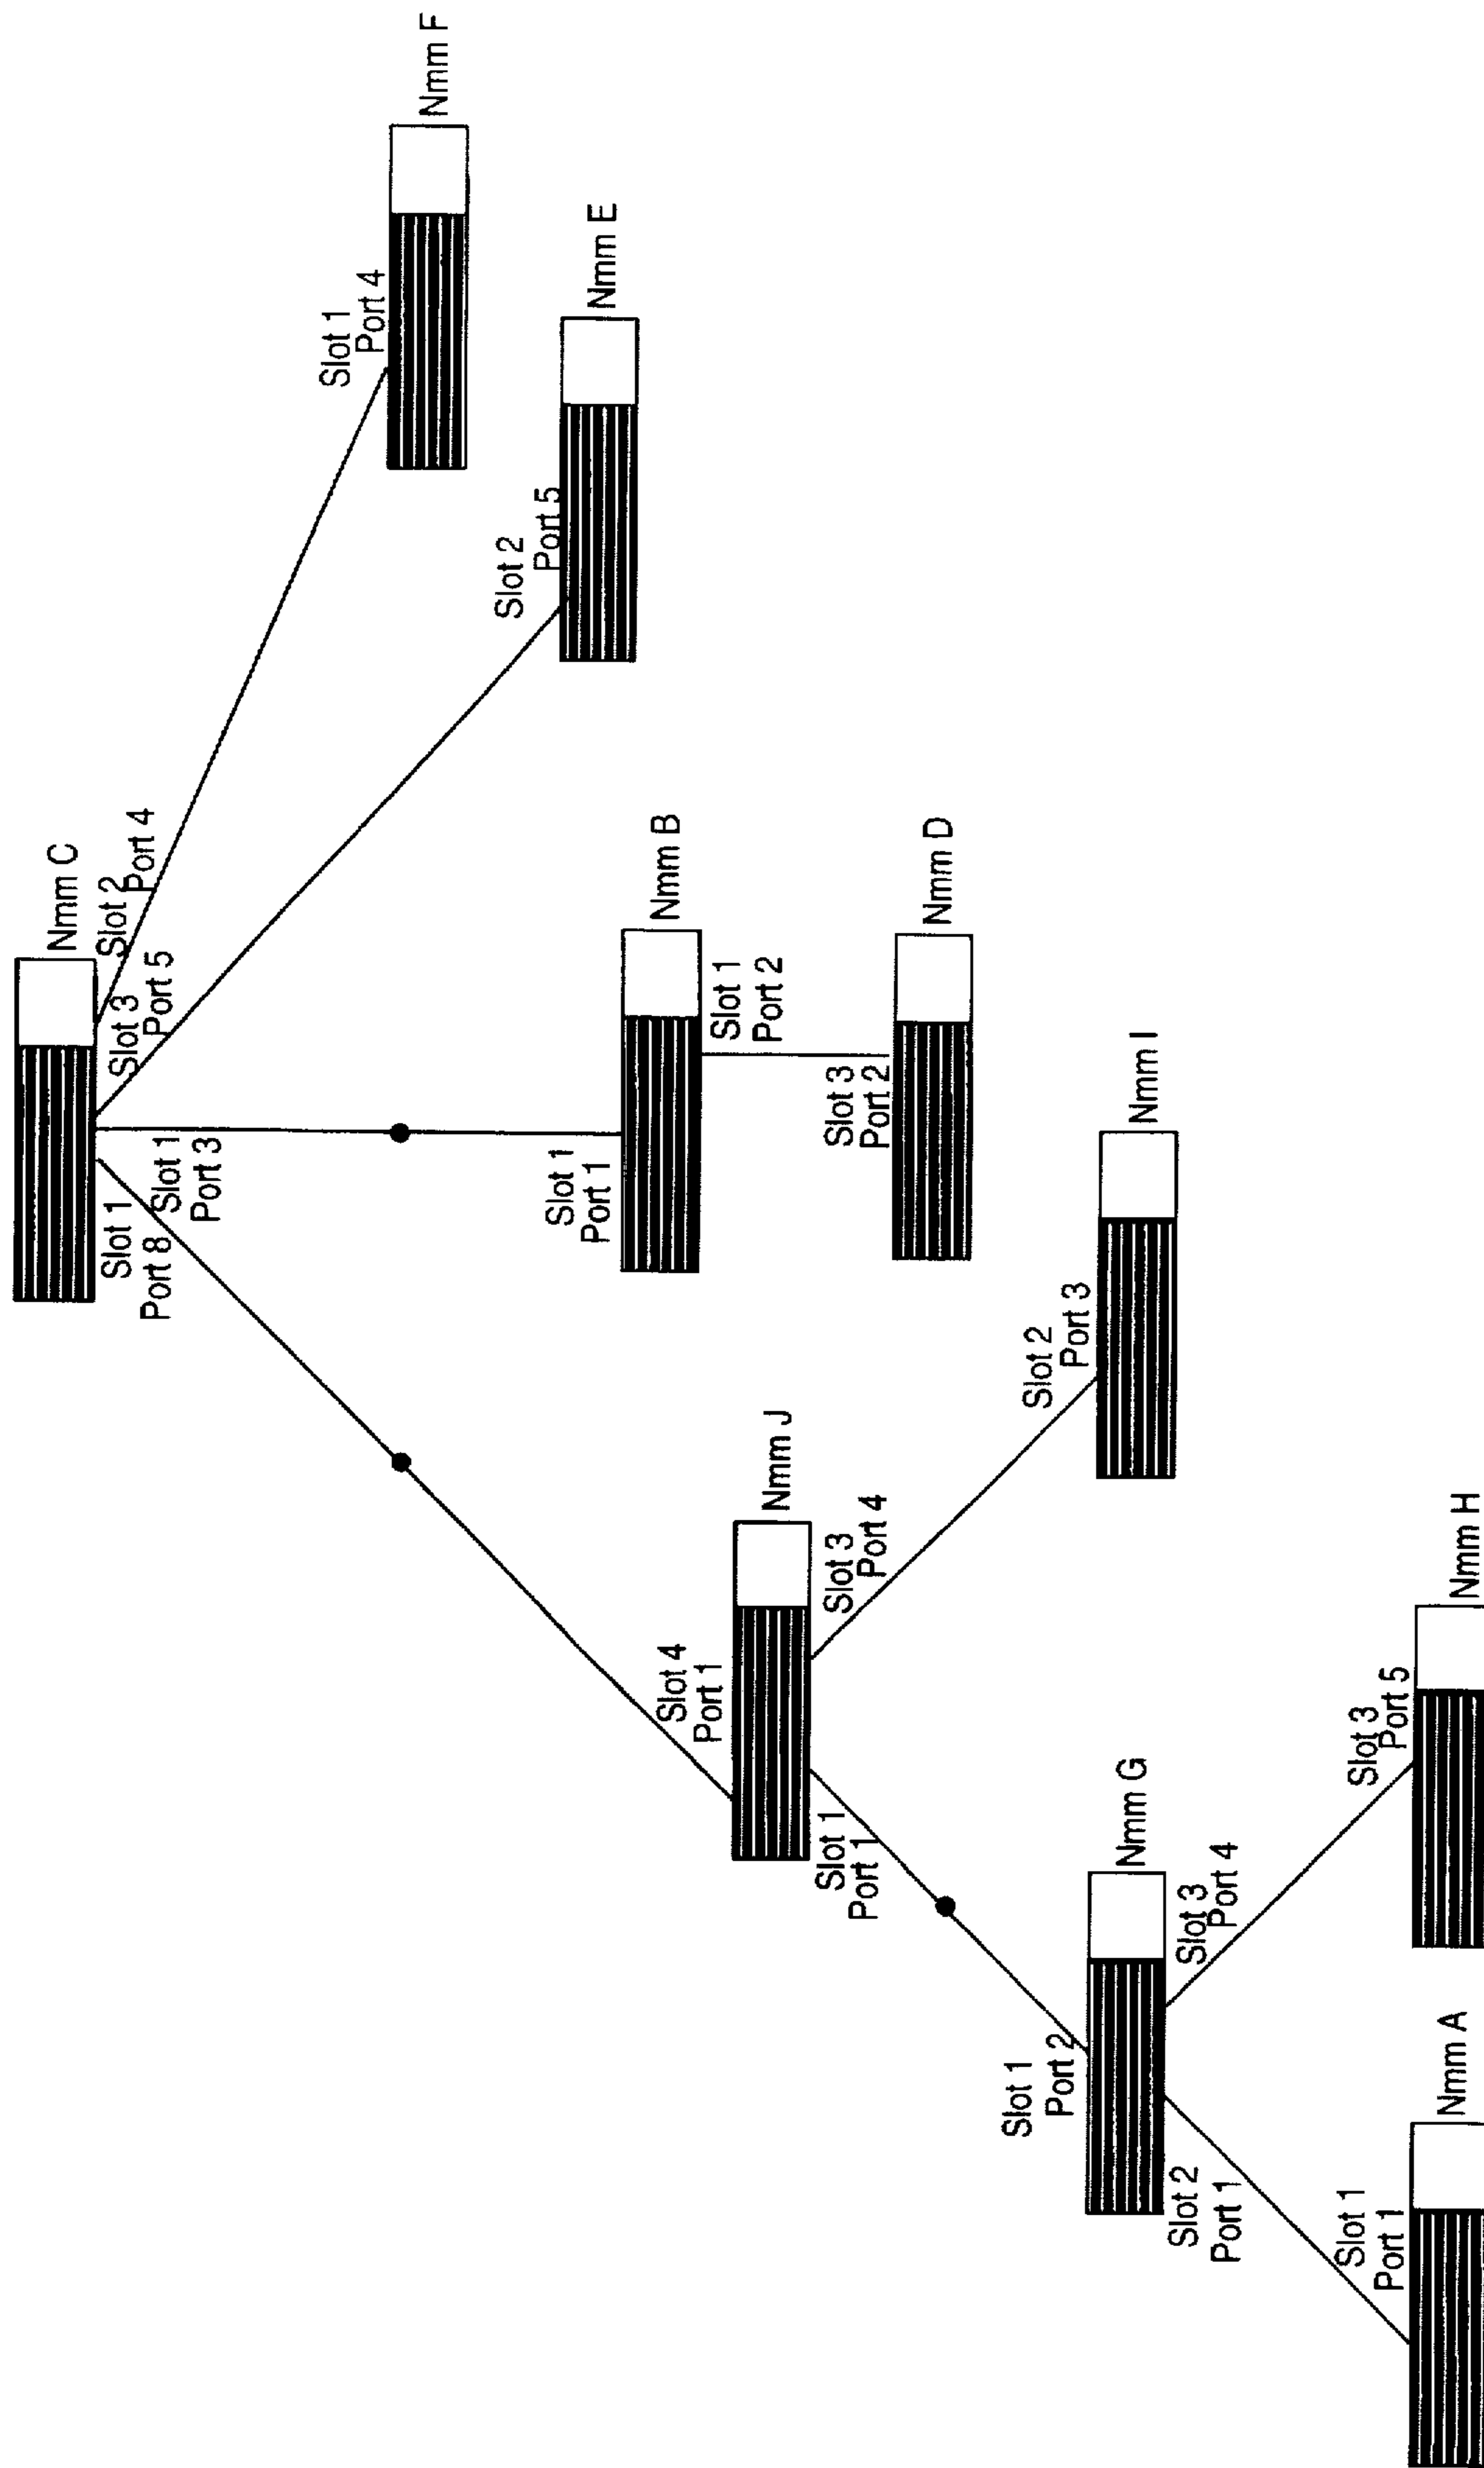 Nmm C
Slot 1
Port 8
Slot 1
Port 3
Slot 3
Port 5
Slot 2
Port 4
Slot 1
Port 4
Nmm F
Slot 2
Port 5
Nmm E
Slot 1
Port 1
Nmm B
Slot 1
Port 2
Slot 3
Port 2
Nmm D
Slot 4
Port 1
Nmm J
Slot 1
Port 1
Slot 3
Port 4
Slot 2
Port 3
Nmm I
Slot 1
Port 2
Nmm G
Slot 2
Port 1
Slot 3
Port 4
Slot 1
Port 1
Nmm A
Slot 3
Port 5
Nmm H